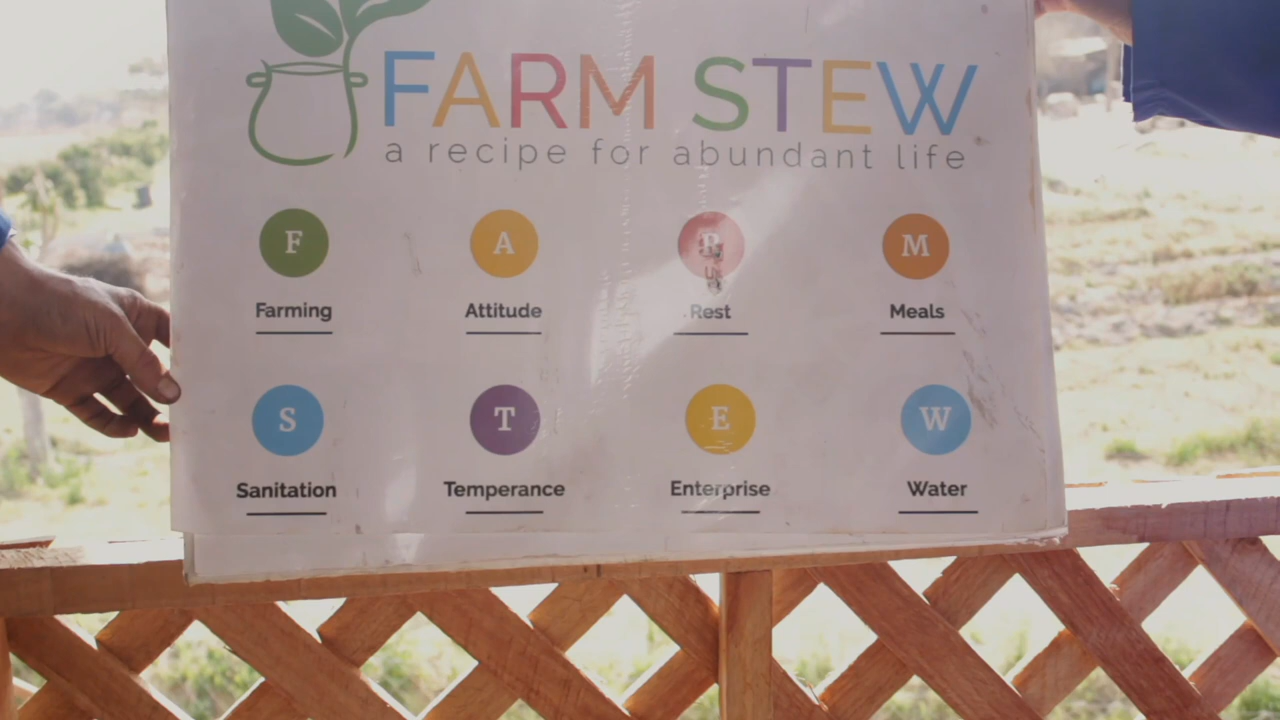 FARM STEW
a recipe for abundant life
F A R M
Farming Attitude Rest Meals
S T E W
Sanitation Temperance Enterprise Water